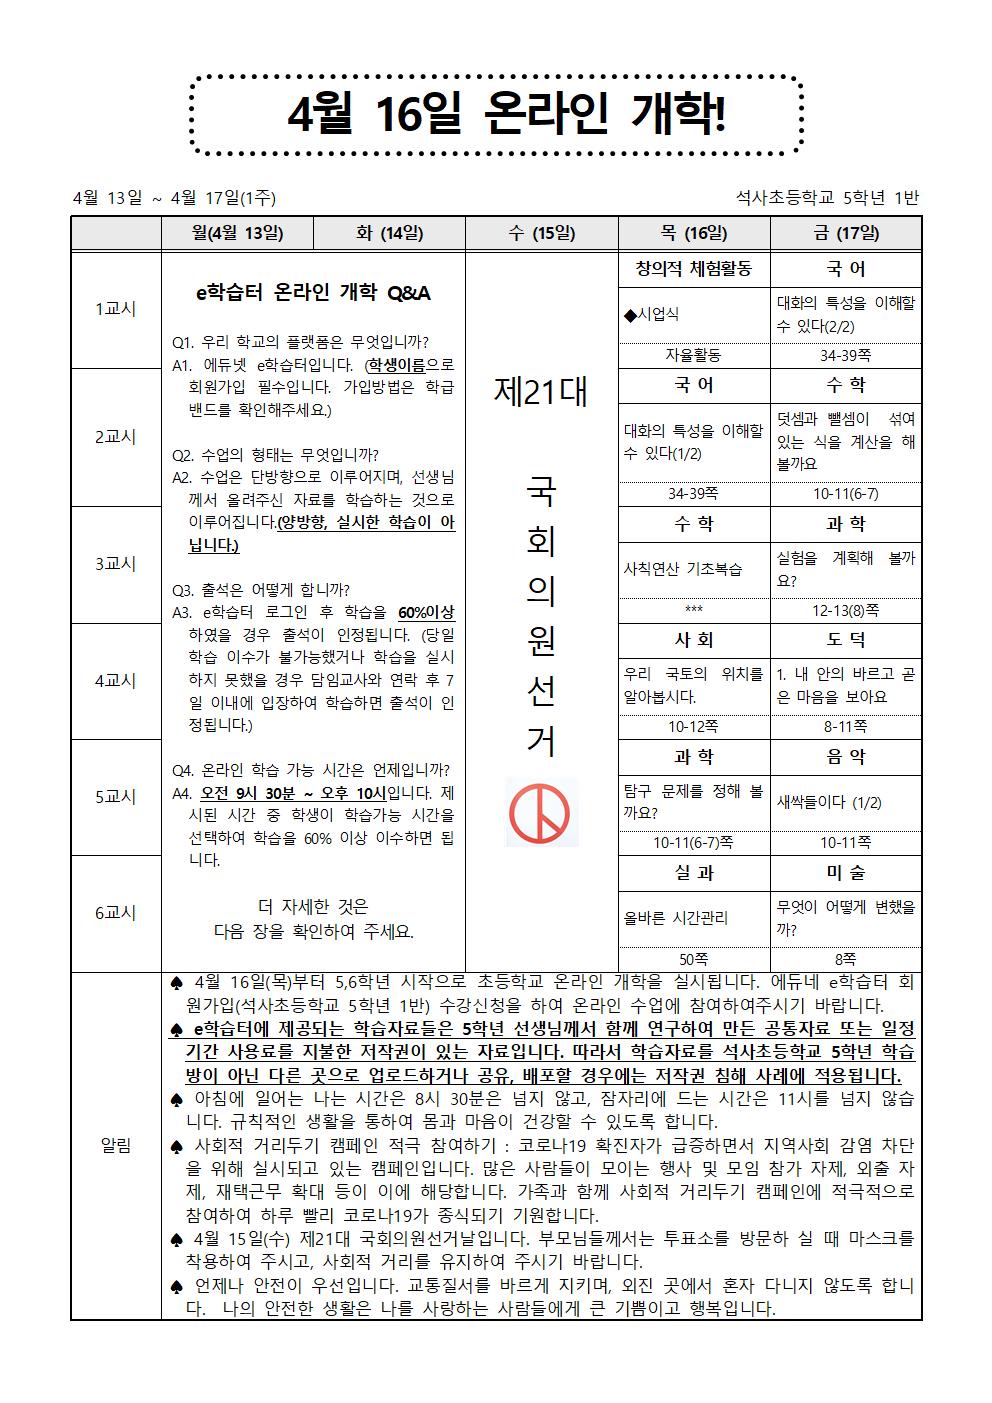 4월 16일 온라인 개학!
4월 13일 ~ 4월 17일(1주)
석사초등학교 5학년 1반
월(4월 13일)
화 (14일)
수 (15일)
목 (16일)
금 (17일)
1교시
2교시
3교시
4교시
5교시
6교시
e학습터 온라인 개학 Q&A
Q1. 우리 학교의 플랫폼은 무엇입니까?
A1. 에듀넷 e학습터입니다. (학생이름으로
회원가입 필수입니다. 가입방법은 학급
밴드를 확인해주세요.)
Q2. 수업의 형태는 무엇입니까?
A2. 수업은 단방향으로 이루어지며, 선생님
께서 올려주신 자료를 학습하는 것으로
이루어집니다.(양방향, 실시한 학습이 아
닙니다.)
Q3. 출석은 어떻게 합니까?
A3. e학습터 로그인 후 학습을 60%이상
하였을 경우 출석이 인정됩니다. (당일
학습 이수가 불가능했거나 학습을 실시
하지 못했을 경우 담임교사와 연락 후 7
일 이내에 입장하여 학습하면 출석이 인
정됩니다.)
Q4. 온라인 학습 가능 시간은 언제입니까?
A4. 오전 9시 30분 ~ 오후 10시입니다. 제
시된 시간 중 학생이 학습가능 시간을
선택하여 학습을 60% 이상 이수하면 됩
니다.
더 자세한 것은
다음 장을 확인하여 주세요.
제21대
국
회
의
원
선
거
창의적 체험활동
◆시업식
자율활동
국 어
대화의 특성을 이해할
수 있다(1/2)
34-39쪽
수 학
사칙연산 기초복습
***
사 회
우리 국토의 위치를
알아봅시다.
10-12쪽
과 학
탐구 문제를 정해 볼
까요?
10-11(6-7)쪽
실 과
올바른 시간관리
50쪽
국 어
대화의 특성을 이해할
수 있다(2/2)
34-39쪽
수 학
덧셈과 뺄셈이 섞여
있는 식을 계산을 해
볼까요
10-11(6-7)
과 학
실험을 계획해 볼까
요?
12-13(8)쪽
도 덕
1. 내 안의 바르고 곧
은 마음을 보아요
8-11쪽
음 악
새싹들이다 (1/2)
10-11쪽
미 술
무엇이 어떻게 변했을
까?
8쪽
알림
♠ 4월 16일(목)부터 5,6학년 시작으로 초등학교 온라인 개학을 실시됩니다. 에듀네 e학습터 회
원가입(석사초등학교 5학년 1반) 수강신청을 하여 온라인 수업에 참여하여주시기 바랍니다.
♠ e학습터에 제공되는 학습자료들은 5학년 선생님께서 함께 연구하여 만든 공통자료 또는 일정
기간 사용료를 지불한 저작권이 있는 자료입니다. 따라서 학습자료를 석사초등학교 5학년 학습
방이 아닌 다른 곳으로 업로드하거나 공유, 배포할 경우에는 저작권 침해 사례에 적용됩니다.
♠ 아침에 일어는 나는 시간은 8시 30분은 넘지 않고, 잠자리에 드는 시간은 11시를 넘지 않습
니다. 규칙적인 생활을 통하여 몸과 마음이 건강할 수 있도록 합니다.
♠ 사회적 거리두기 캠페인 적극 참여하기 : 코로나19 확진자가 급증하면서 지역사회 감염 차단
을 위해 실시되고 있는 캠페인입니다. 많은 사람들이 모이는 행사 및 모임 참가 자제, 외출 자
제, 재택근무 확대 등이 이에 해당합니다. 가족과 함께 사회적 거리두기 캠페인에 적극적으로
참여하여 하루 빨리 코로나19가 종식되기 기원합니다.
♠ 4월 15일(수) 제21대 국회의원선거날입니다. 부모님들께서는 투표소를 방문하 실 때 마스크를
착용하여 주시고, 사회적 거리를 유지하여 주시기 바랍니다.
♠ 언제나 안전이 우선입니다. 교통질서를 바르게 지키며, 외진 곳에서 혼자 다니지 않도록 합니
다. 나의 안전한 생활은 나를 사랑하는 사람들에게 큰 기쁨이고 행복입니다.